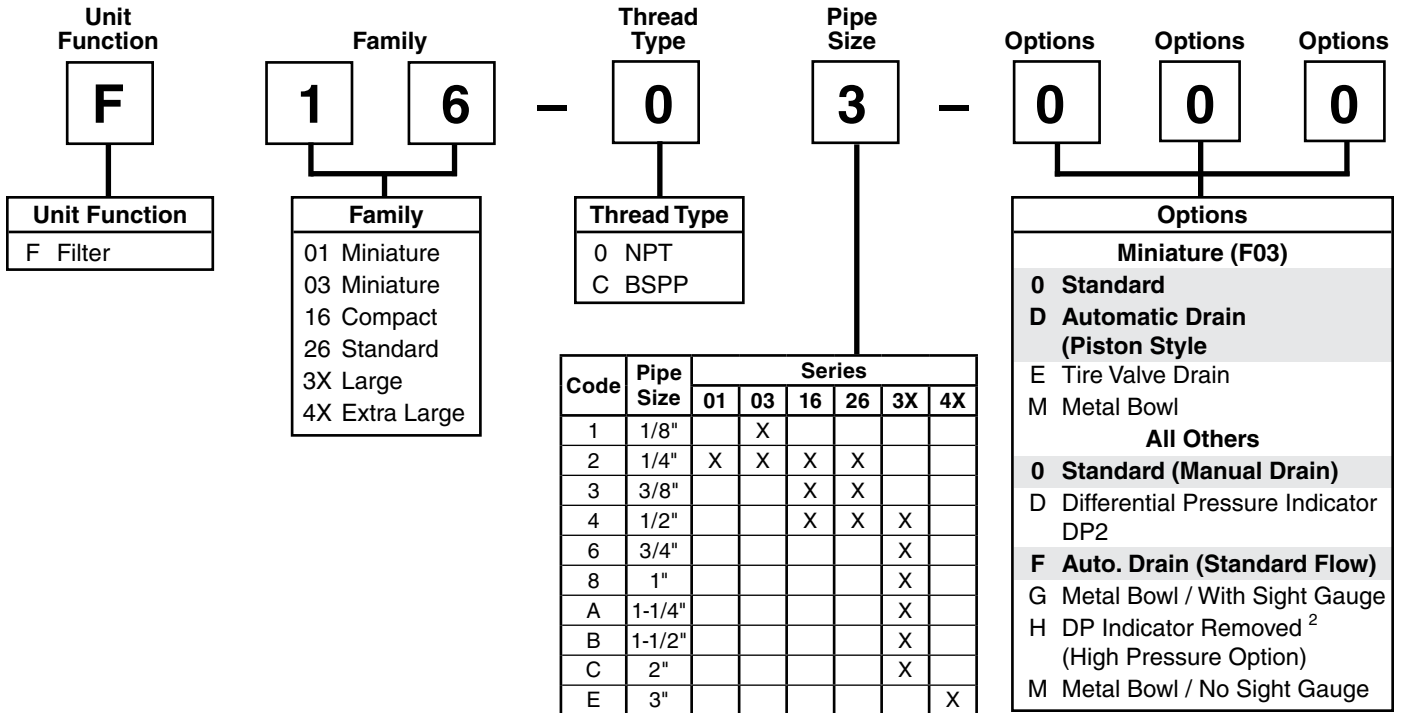 Unit Function
Family
Thread Type
Pipe Size
Options
Options
Options
F 1 6 – 0 3 – 0 0 0
Unit Function
F Filter
Family
01 Miniature
03 Miniature
16 Compact
26 Standard
3X Large
4X Extra Large
Thread Type
0 NPT
C BSPP
Code Pipe Size Series
01 03 16 26 3X 4X
1 1/8" X
2 1/4" X X X X
3 3/8" X X
4 1/2" X X X
6 3/4" X
8 1" X
A 1-1/4" X
B 1-1/2" X
C 2" X
E 3" X
Options
Miniature (F03)
0 Standard
D Automatic Drain
(Piston Style
E Tire Valve Drain
M Metal Bowl
All Others
0 Standard (Manual Drain)
D Differential Pressure Indicator
DP2
F Auto. Drain (Standard Flow)
G Metal Bowl / With Sight Gauge
H DP Indicator Removed ²
(High Pressure Option)
M Metal Bowl / No Sight Gauge